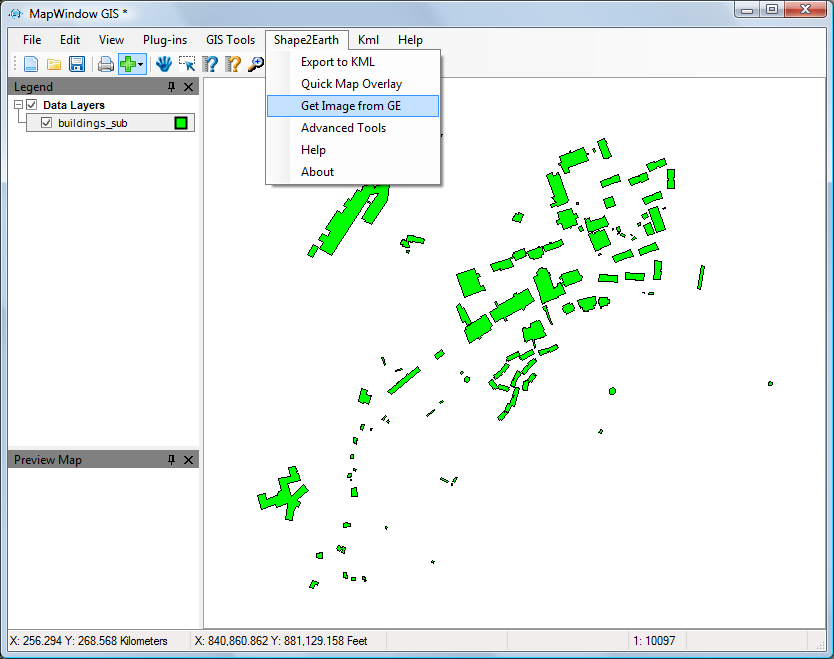 MapWindow GIS *
File Edit View Plug-ins GIS Tools Shape2Earth Kml Help
Export to KML
Quick Map Overlay
Get Image from GE
Advanced Tools
Help
About
Legend
Data Layers
buildings_sub
Preview Map
X: 256.294 Y: 268.568 Kilometers X: 840,860.862 Y: 881,129.158 Feet 1: 10097